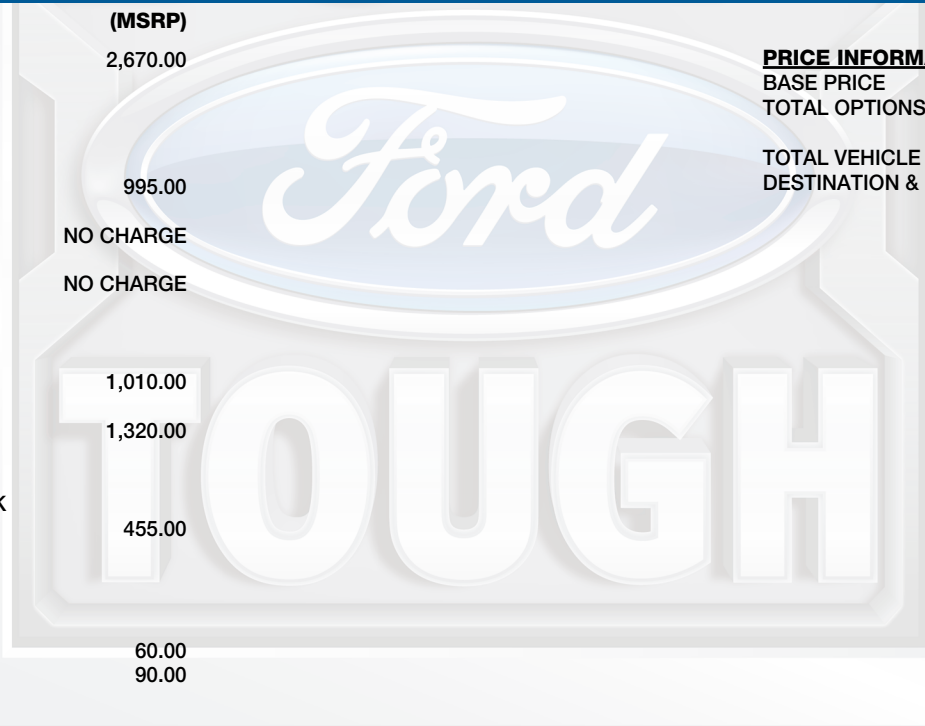 (MSRP)
2,670.00
995.00
NO CHARGE
NO CHARGE
1,010.00
1,320.00
K
455.00
60.00
90.00
PRICE INFORMA
BASE PRICE
TOTAL OPTIONS
TOTAL VEHICLE
DESTINATION &
Ford
TOUGH